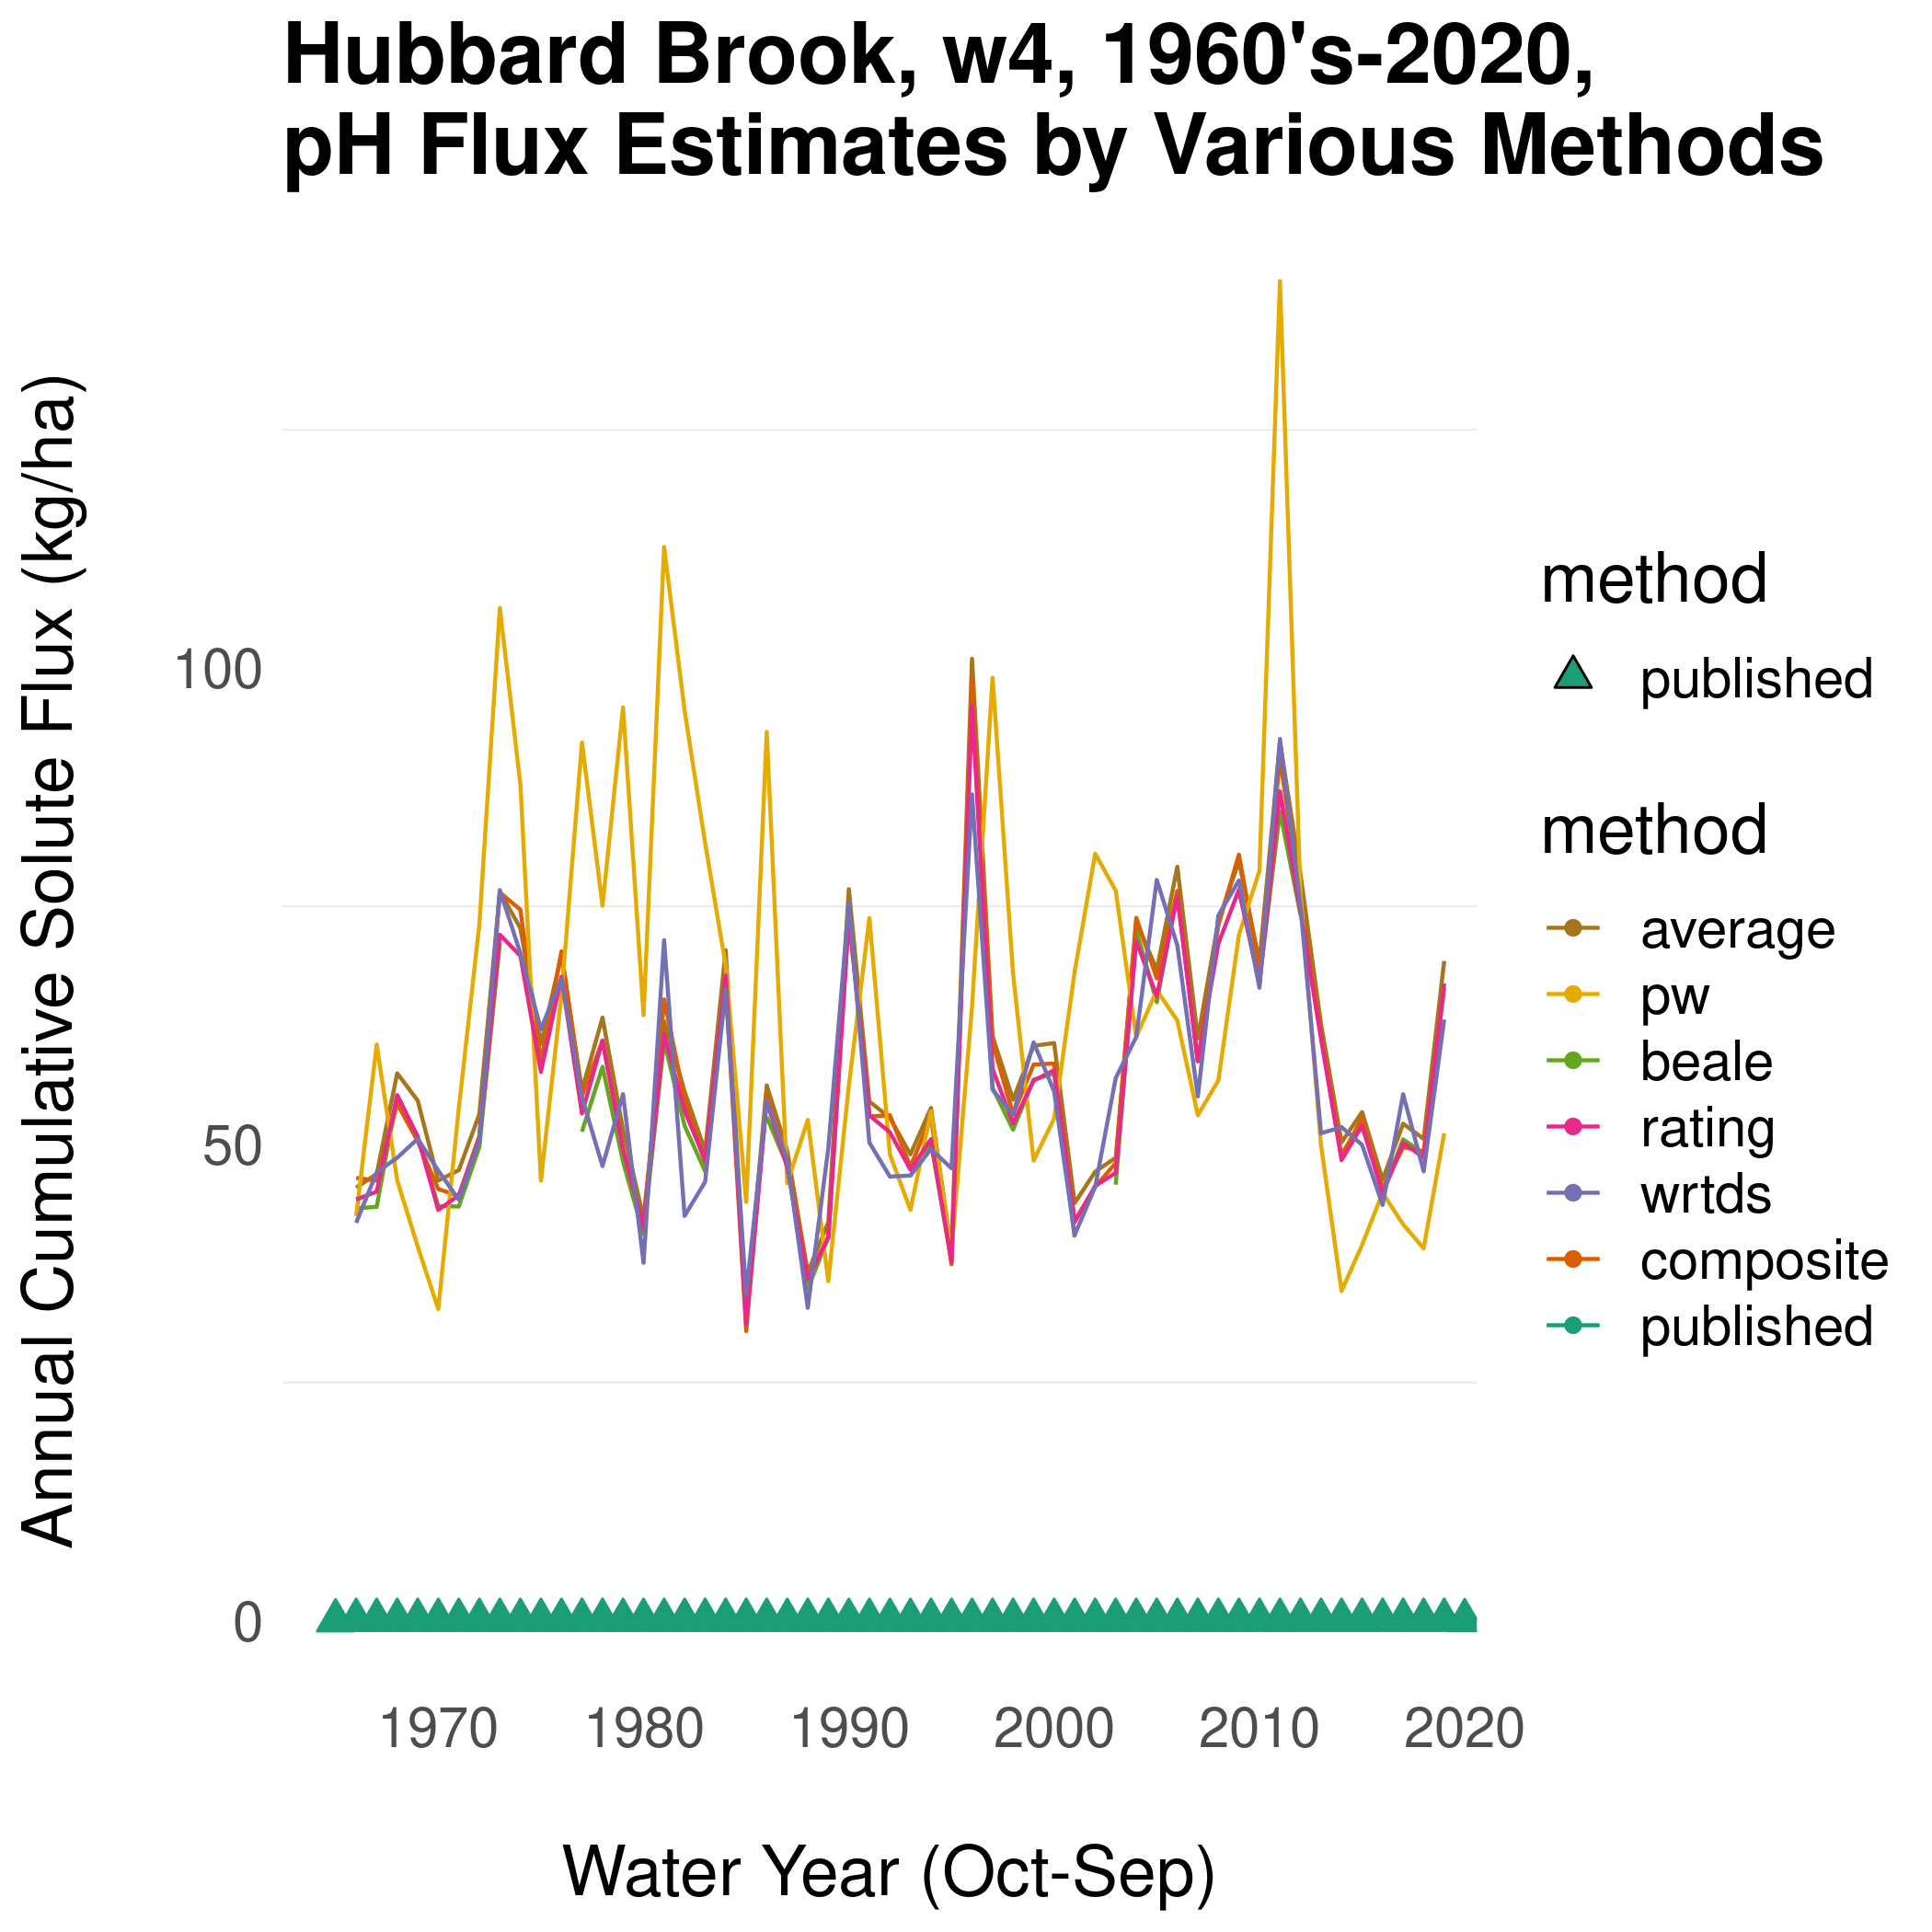 Hubbard Brook, w4, 1960's-2020,
pH Flux Estimates by Various Methods
Annual Cumulative Solute Flux (kg/ha)
100
50
0
1970
1980
1990
2000
2010
2020
Water Year (Oct-Sep)
method
published
method
average
pw
beale
rating
wrtds
composite
published